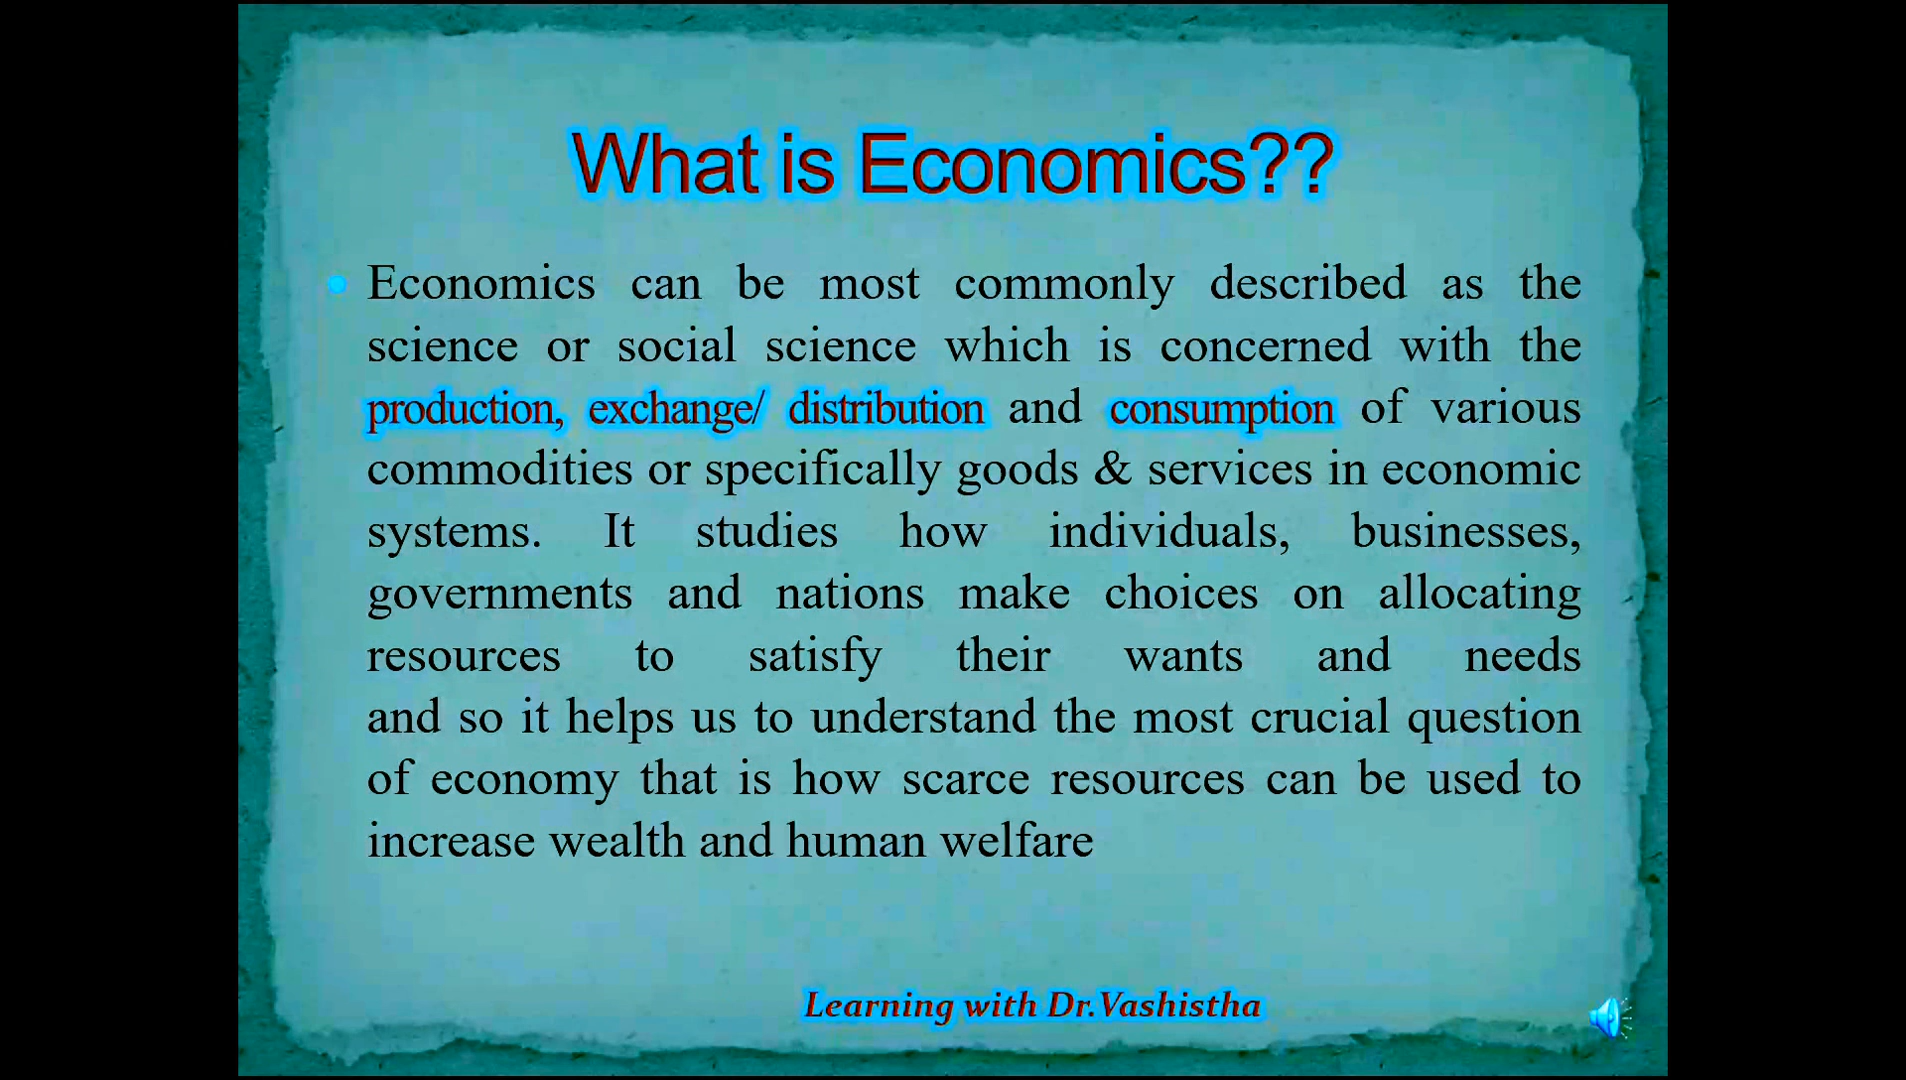 What is Economics??
Economics can be most commonly described as the
science or social science which is concerned with the
production, exchange/ distribution and consumption of various
commodities or specifically goods & services in economic
systems. It studies how individuals, businesses,
governments and nations make choices on allocating
resources to satisfy their wants and needs
and so it helps us to understand the most crucial question
of economy that is how scarce resources can be used to
increase wealth and human welfare
Learning with Dr.Vashistha